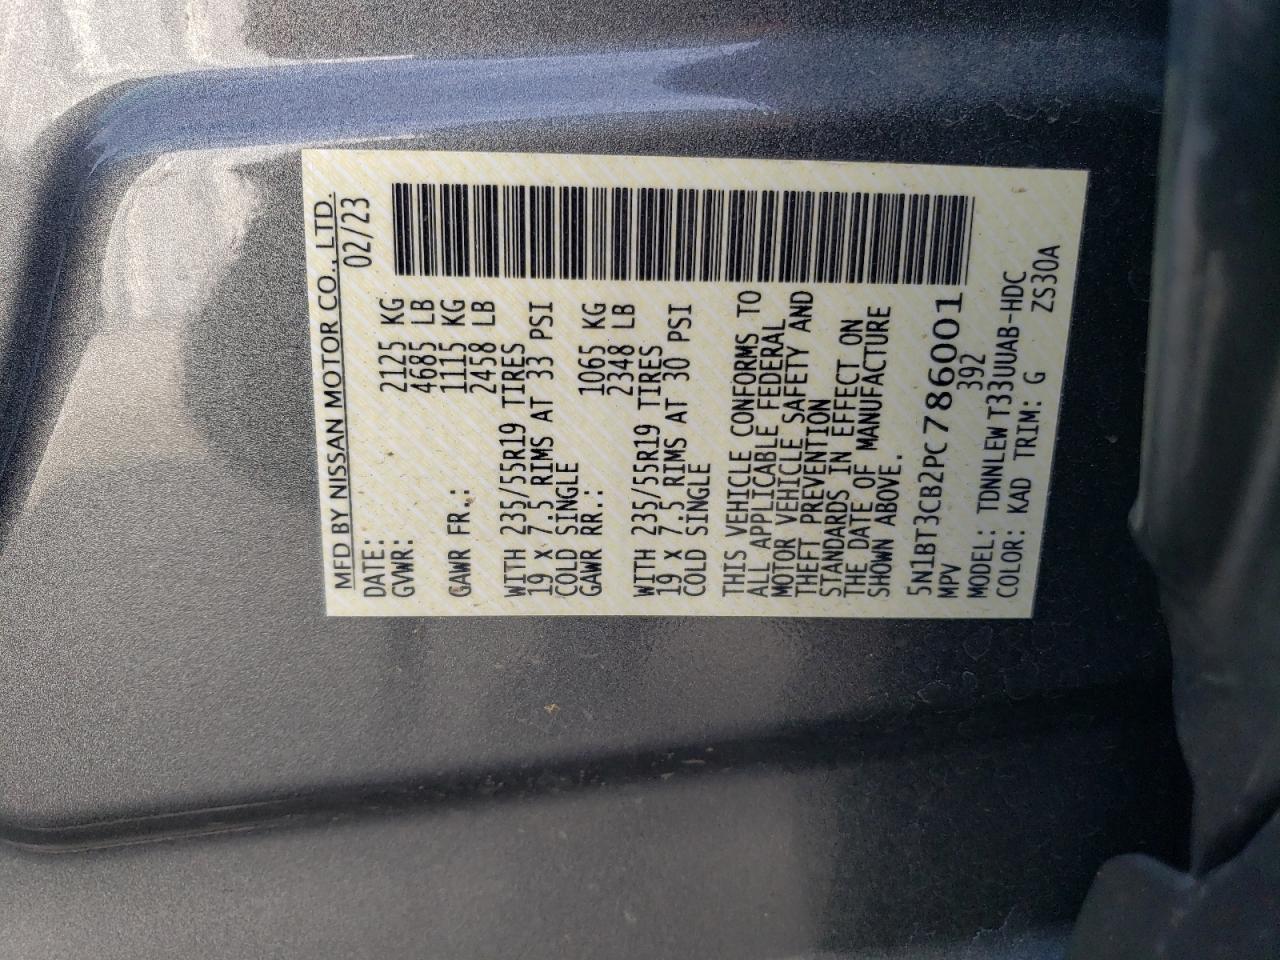 MFD BY NISSAN MOTOR CO., LTD.
DATE: 02/23
GVWR: 2125 KG
4685 LB
GAWR FR.: 1115 KG
2458 LB
WITH 235/55R19 TIRES
19 X 7.5 RIMS AT 33 PSI
COLD SINGLE
GAWR RR.: 1065 KG
2348 LB
WITH 235/55R19 TIRES
19 X 7.5 RIMS AT 30 PSI
COLD SINGLE
THIS VEHICLE CONFORMS TO
ALL APPLICABLE FEDERAL
MOTOR VEHICLE SAFETY AND
THEFT PREVENTION
STANDARDS IN EFFECT ON
THE DATE OF MANUFACTURE
SHOWN ABOVE.
5N1BT3CB2PC786001
MPV 392
MODEL: TDNNLEW T33UUAB-HDC
COLOR: KAD TRIM: G ZS30A